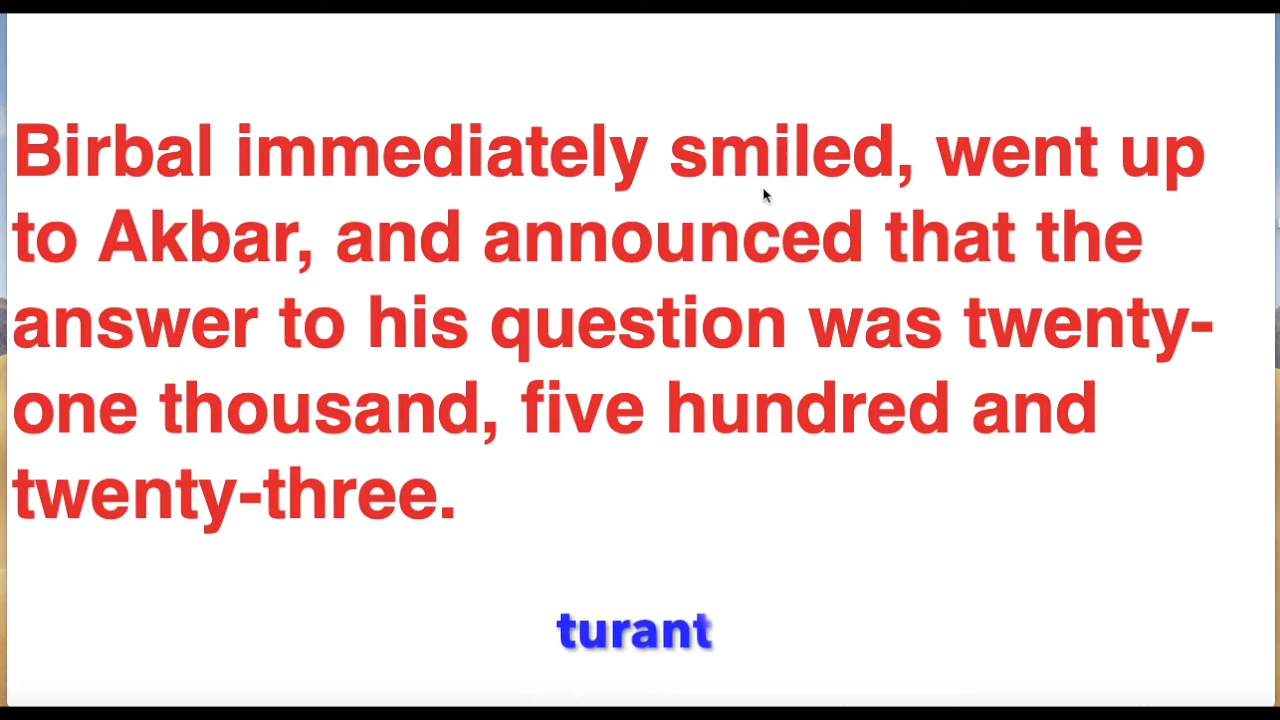 Birbal immediately smiled, went up
to Akbar, and announced that the
answer to his question was twenty-
one thousand, five hundred and
twenty-three.
turant